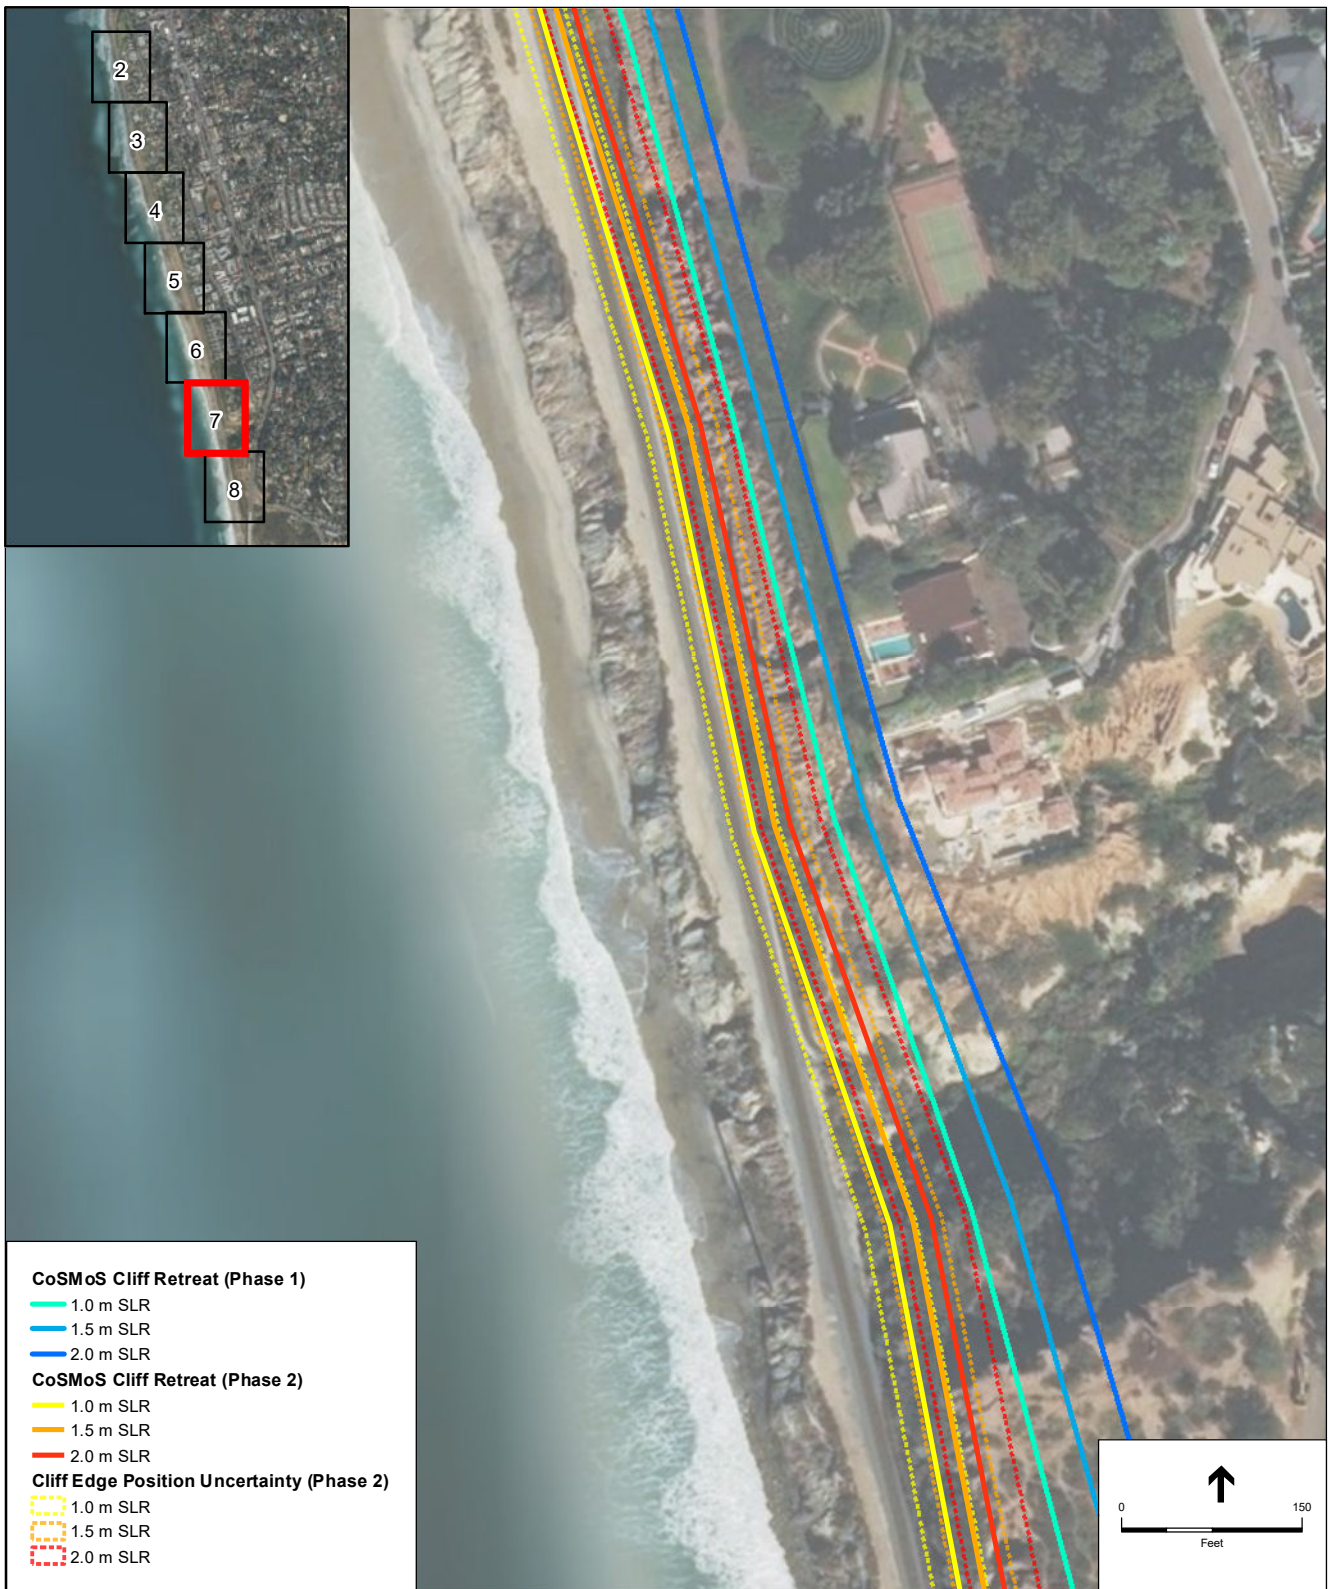 2
3
4
5
6
7
8
CoSMoS Cliff Retreat (Phase 1)
1.0 m SLR
1.5 m SLR
2.0 m SLR
CoSMoS Cliff Retreat (Phase 2)
1.0 m SLR
1.5 m SLR
2.0 m SLR
Cliff Edge Position Uncertainty (Phase 2)
1.0 m SLR
1.5 m SLR
2.0 m SLR
0 150
Feet